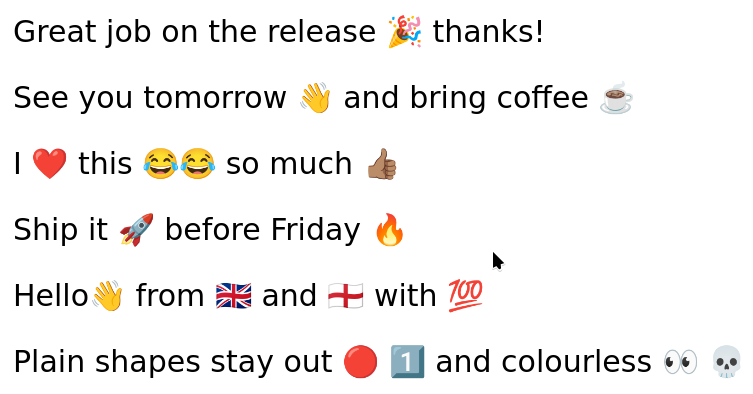 Great job on the release 🎉 thanks!
See you tomorrow 👋 and bring coffee ☕
I ❤️ this 😂😂 so much 👍🏽
Ship it 🚀 before Friday 🔥
Hello👋 from 🇬🇧 and 🏴󠁧󠁢󠁥󠁮󠁧󠁿 with 💯
Plain shapes stay out 🔴 1️⃣ and colourless 👀 💀